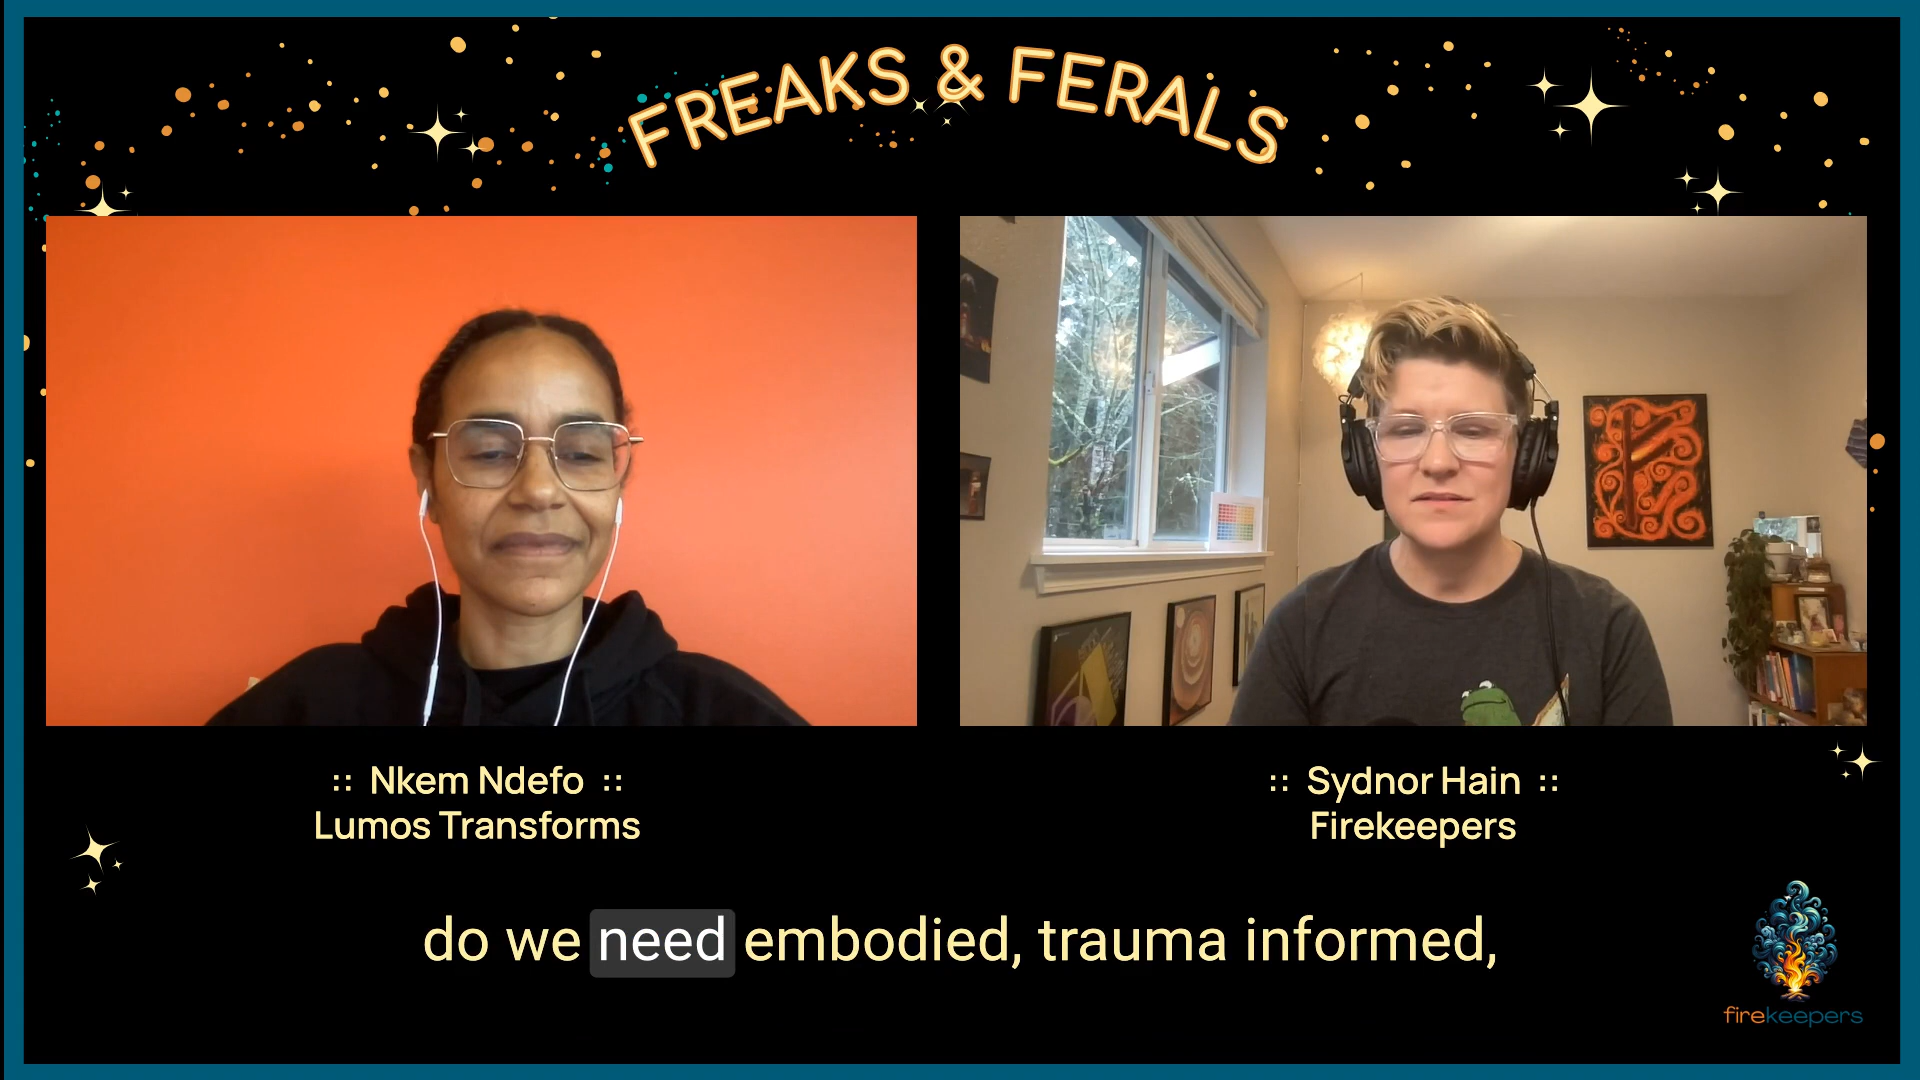 FREAKS & FERALS
:: Nkem Ndefo ::
Lumos Transforms
:: Sydnor Hain ::
Firekeepers
do we need embodied, trauma informed,
firekeepers